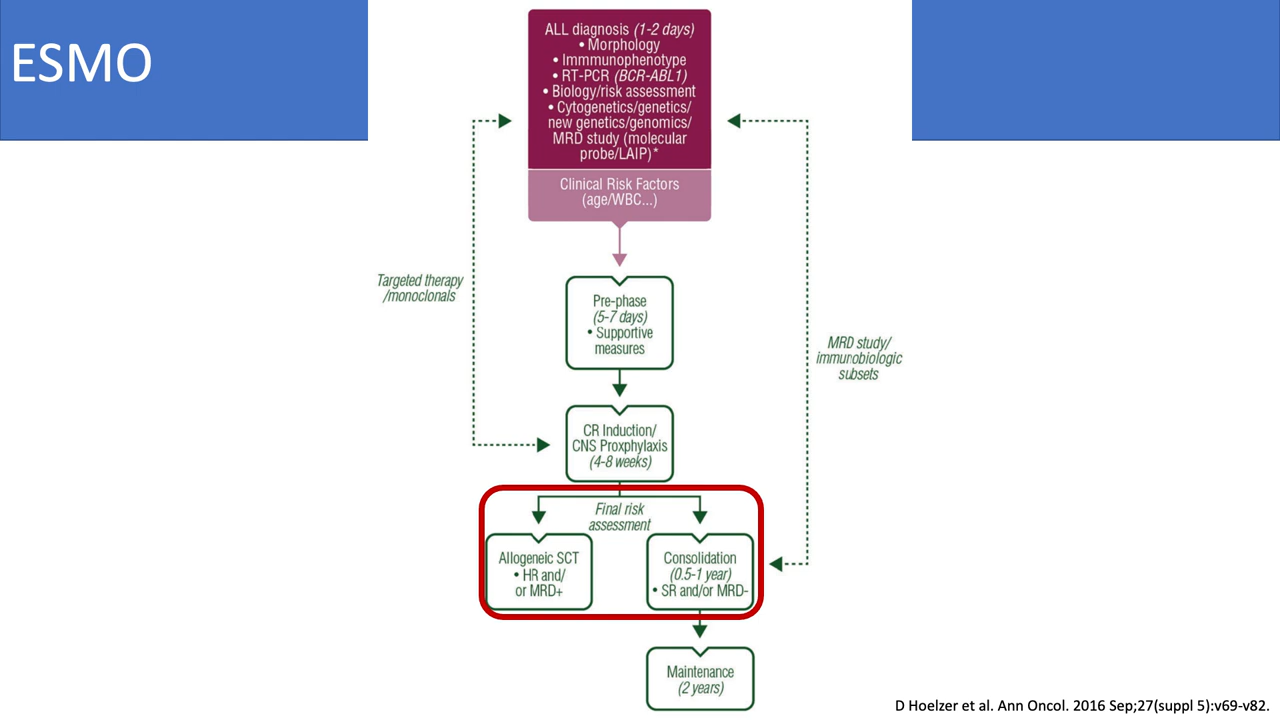 ESMO
ALL diagnosis (1-2 days)
• Morphology
• Immmunophenotype
• RT-PCR (BCR-ABL1)
• Biology/risk assessment
• Cytogenetics/genetics/
new genetics/genomics/
MRD study (molecular
probe/LAIP)*
Clinical Risk Factors
(age/WBC...)
Targeted therapy
/monoclonals
Pre-phase
(5-7 days)
• Supportive
measures
MRD study/
immunobiologic
subsets
CR Induction/
CNS Proxphylaxis
(4-8 weeks)
Final risk
assessment
Allogeneic SCT
• HR and/
or MRD+
Consolidation
(0.5-1 year)
• SR and/or MRD-
Maintenance
(2 years)
D Hoelzer et al. Ann Oncol. 2016 Sep;27(suppl 5):v69-v82.